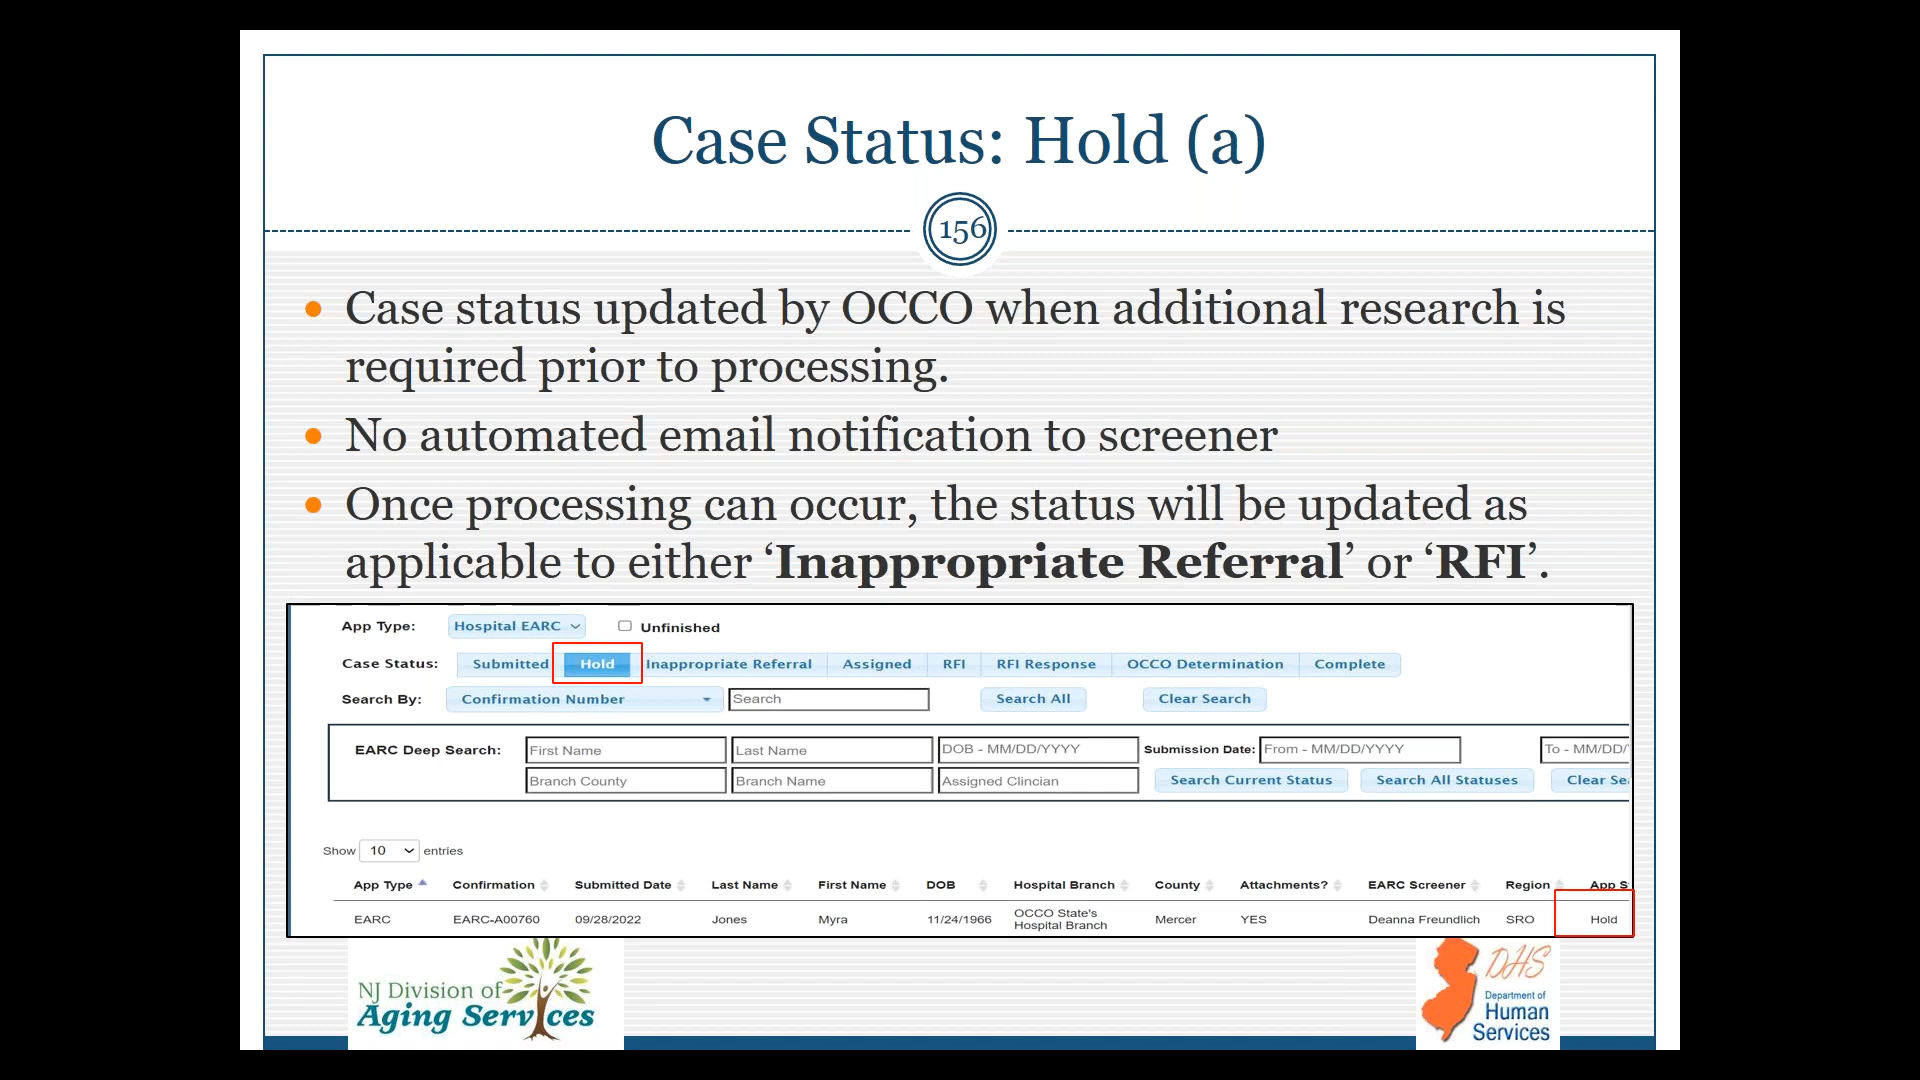 Case Status: Hold (a)
156
Case status updated by OCCO when additional research is
required prior to processing.
No automated email notification to screener
Once processing can occur, the status will be updated as
applicable to either ‘Inappropriate Referral’ or ‘RFI’.
App Type: Hospital EARC Unfinished
Case Status: Submitted Hold Inappropriate Referral Assigned RFI RFI Response OCCO Determination Complete
Search By: Confirmation Number Search Search All Clear Search
EARC Deep Search: First Name Last Name DOB - MM/DD/YYYY Submission Date: From - MM/DD/YYYY To - MM/DD/
Branch County Branch Name Assigned Clincian Search Current Status Search All Statuses Clear Se
Show 10 entries
App Type Confirmation Submitted Date Last Name First Name DOB Hospital Branch County Attachments? EARC Screener Region App S
EARC EARC-A00760 09/28/2022 Jones Myra 11/24/1966 OCCO State's Mercer YES Deanna Freundlich SRO Hold
Hospital Branch
NJ Division of
Aging Services
DHS
Department of
Human
Services